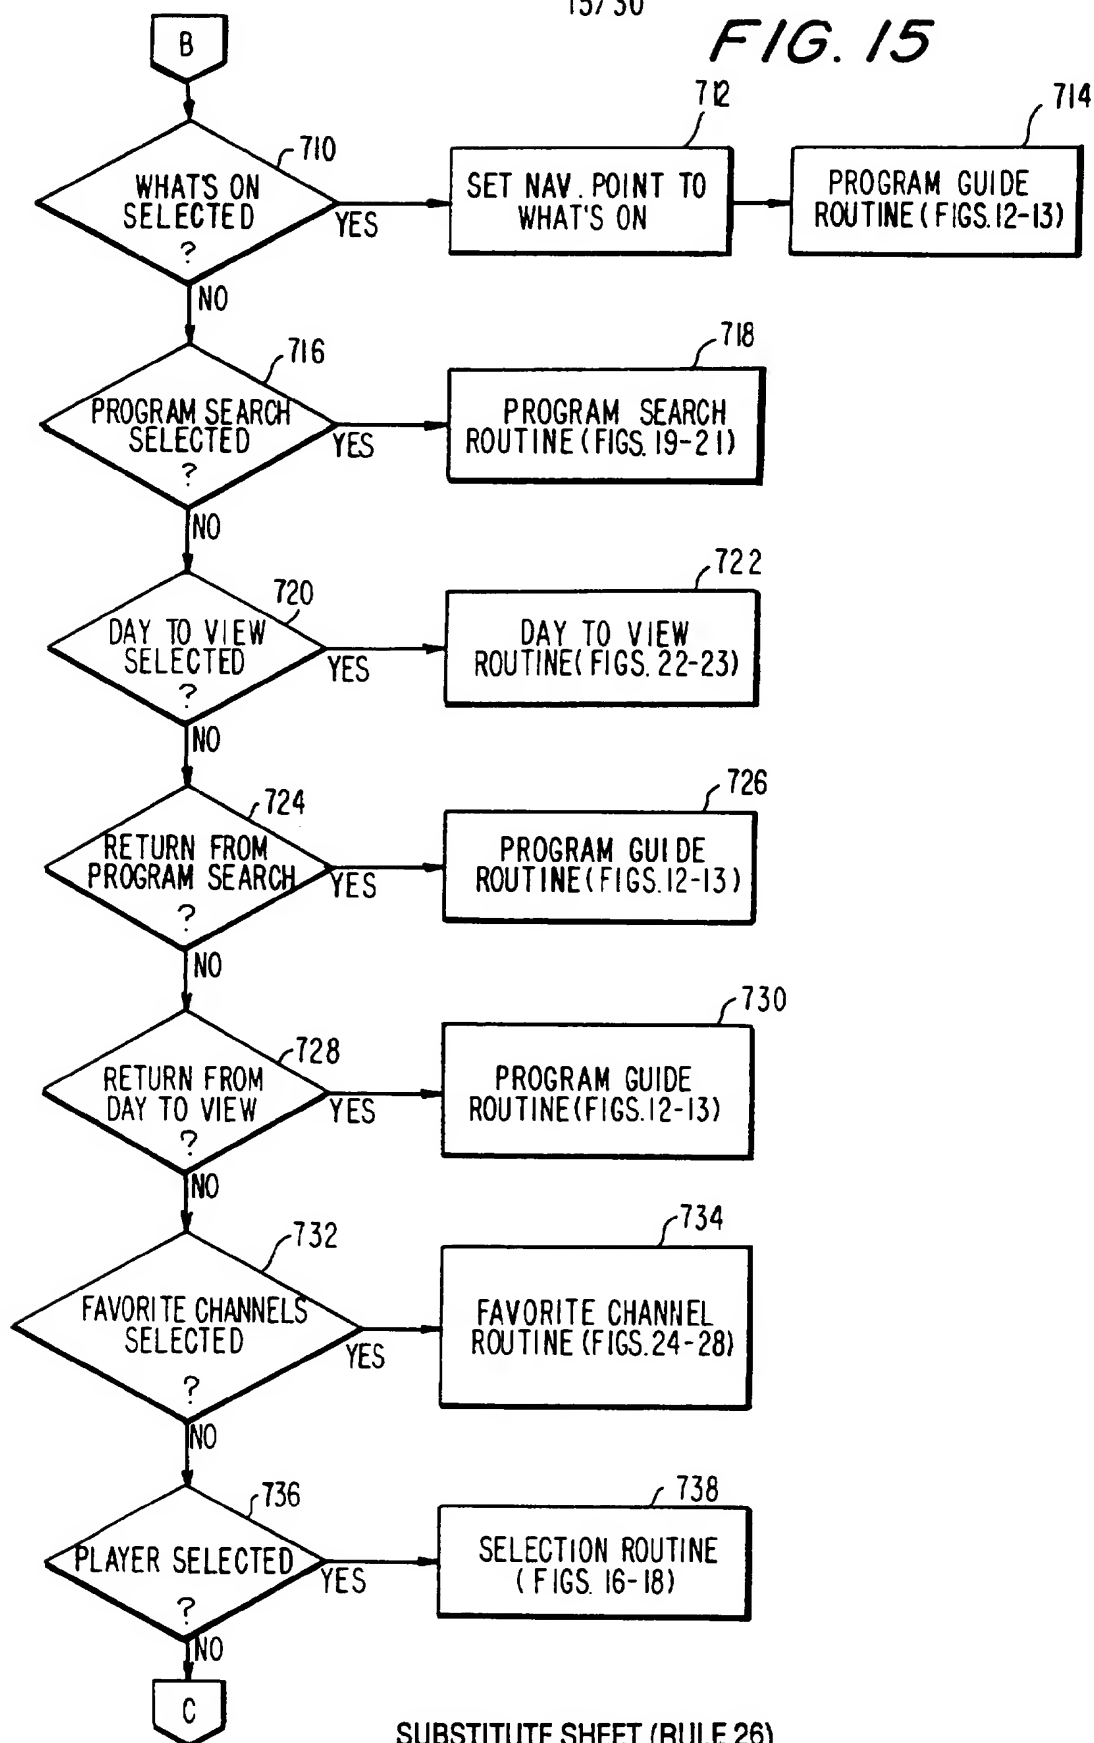 15/30
FIG. 15
B
710
WHAT'S ON
SELECTED
?
YES
NO
712
SET NAV. POINT TO
WHAT'S ON
714
PROGRAM GUIDE
ROUTINE (FIGS. 12-13)
716
PROGRAM SEARCH
SELECTED
?
YES
NO
718
PROGRAM SEARCH
ROUTINE (FIGS. 19-21)
720
DAY TO VIEW
SELECTED
?
YES
NO
722
DAY TO VIEW
ROUTINE (FIGS. 22-23)
724
RETURN FROM
PROGRAM SEARCH
?
YES
NO
726
PROGRAM GUIDE
ROUTINE (FIGS. 12-13)
728
RETURN FROM
DAY TO VIEW
?
YES
NO
730
PROGRAM GUIDE
ROUTINE (FIGS. 12-13)
732
FAVORITE CHANNELS
SELECTED
?
YES
NO
734
FAVORITE CHANNEL
ROUTINE (FIGS. 24-28)
736
PLAYER SELECTED
?
YES
NO
738
SELECTION ROUTINE
(FIGS. 16-18)
C
SUBSTITUTE SHEET (RULE 26)